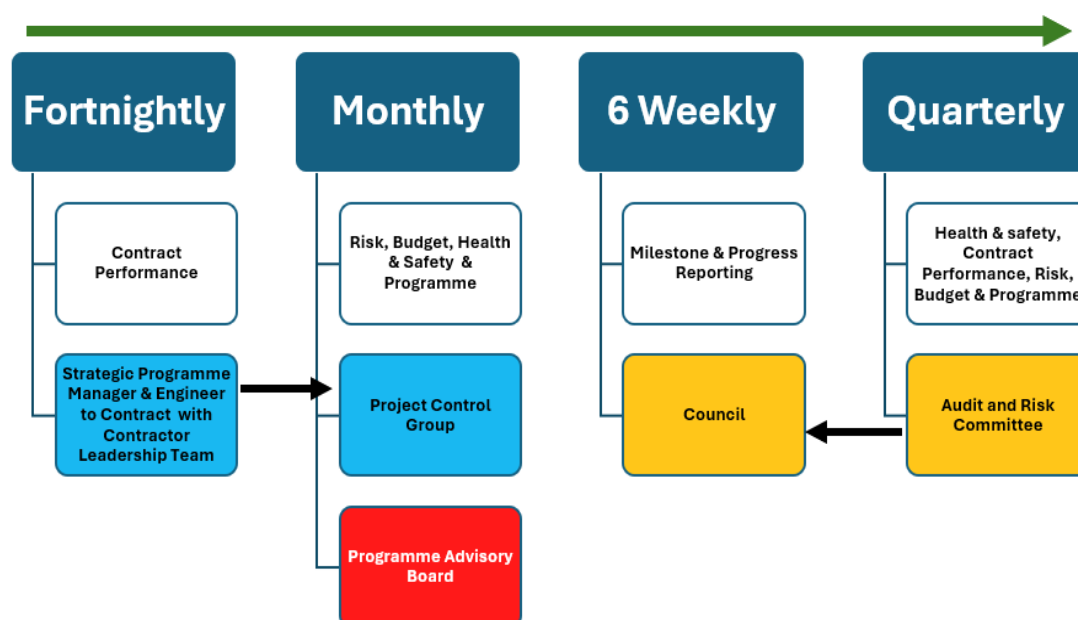 Fortnightly
Monthly
6 Weekly
Quarterly
Contract
Performance
Risk, Budget, Health
& Safety &
Programme
Milestone & Progress
Reporting
Health & safety,
Contract
Performance, Risk,
Budget & Programme
Strategic Programme
Manager & Engineer
to Contract with
Contractor
Leadership Team
Project Control
Group
Council
Audit and Risk
Committee
Programme Advisory
Board